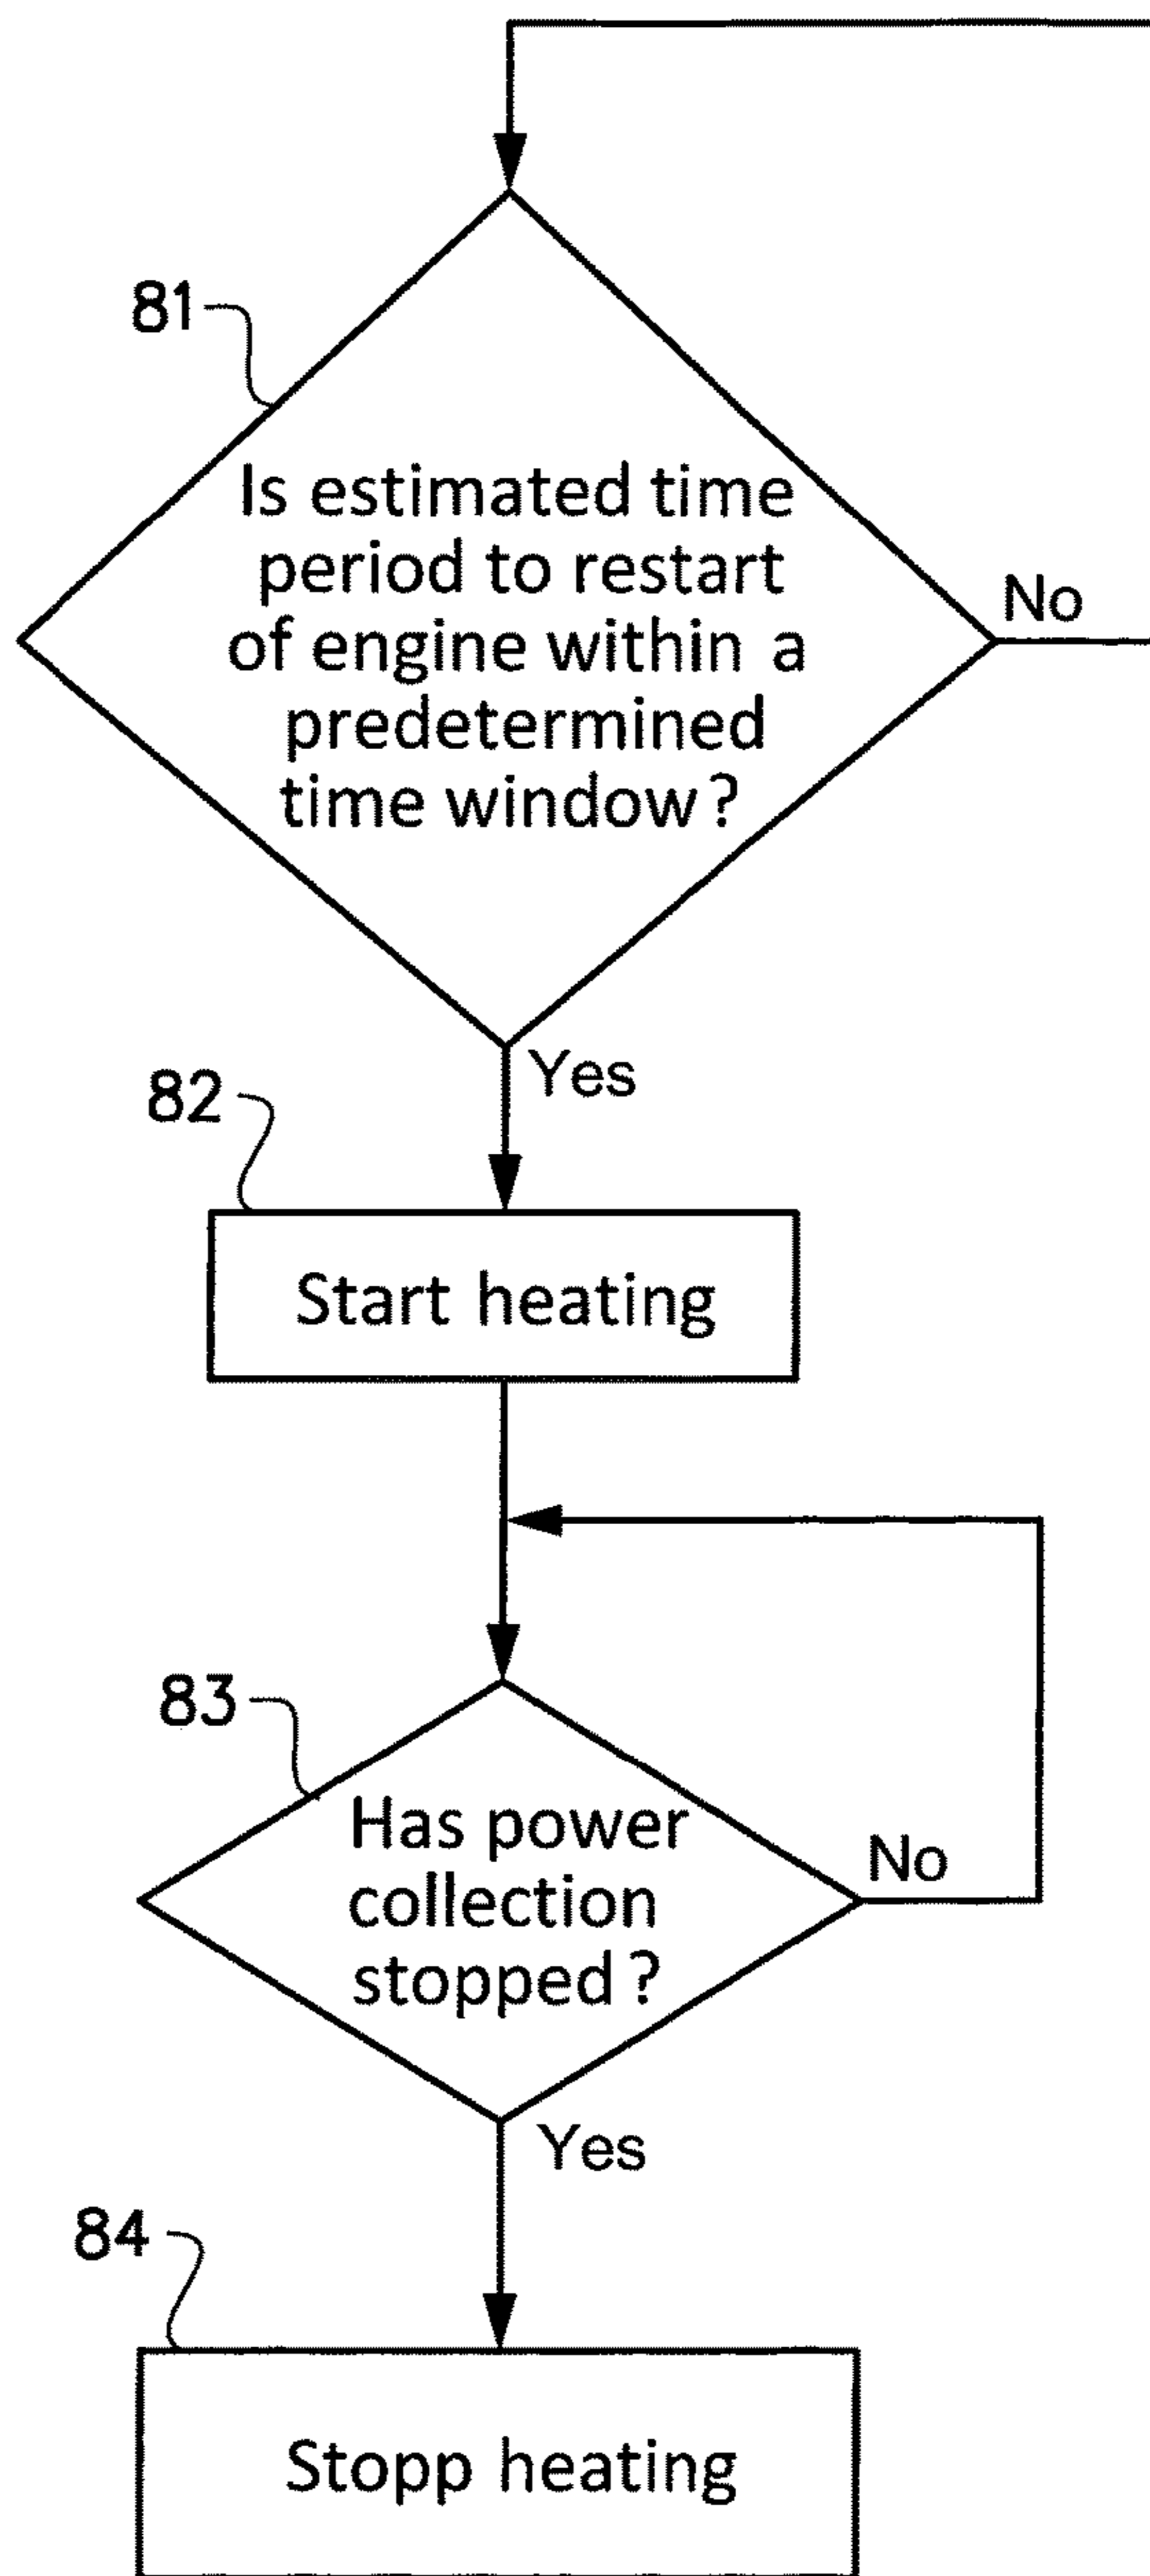 81
Is estimated time
period to restart
of engine within a
predetermined
time window?
No
Yes
82
Start heating
83
Has power
collection
stopped?
No
Yes
84
Stopp heating